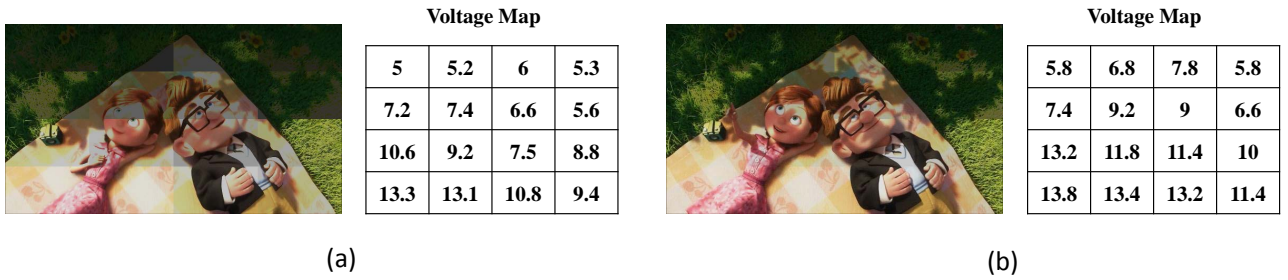 Voltage Map
5 5.2 6 5.3
7.2 7.4 6.6 5.6
10.6 9.2 7.5 8.8
13.3 13.1 10.8 9.4
(a)
Voltage Map
5.8 6.8 7.8 5.8
7.4 9.2 9 6.6
13.2 11.8 11.4 10
13.8 13.4 13.2 11.4
(b)